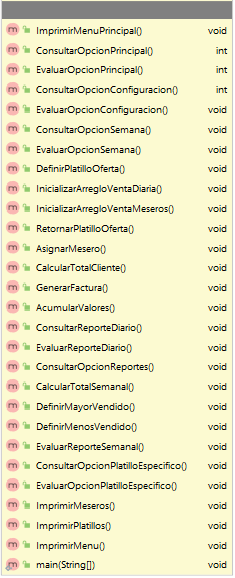 m ImprimirMenuPrincipal() void
m ConsultarOpcionPrincipal() int
m EvaluarOpcionPrincipal() int
m ConsultarOpcionConfiguracion() int
m EvaluarOpcionConfiguracion() void
m ConsultarOpcionSemana() void
m EvaluarOpcionSemana() void
m DefinirPlatilloOferta() void
m InicializarArregloVentaDiaria() void
m InicializarArregloVentaMeseros() void
m RetornarPlatilloOferta() void
m AsignarMesero() void
m CalcularTotalCliente() void
m GenerarFactura() void
m AcumularValores() void
m ConsultarReporteDiario() void
m EvaluarReporteDiario() void
m ConsultarOpcionReportes() void
m CalcularTotalSemanal() void
m DefinirMayorVendido() void
m DefinirMenosVendido() void
m EvaluarReporteSemanal() void
m ConsultarOpcionPlatilloEspecifico() void
m EvaluarOpcionPlatilloEspecifico() void
m ImprimirMeseros() void
m ImprimirPlatillos() void
m ImprimirMenu() void
m main(String[]) void